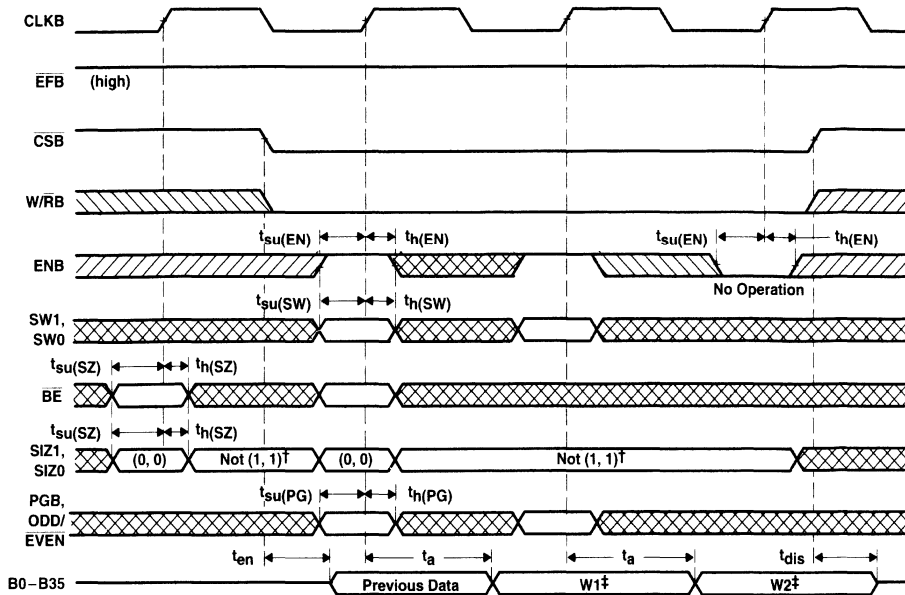 CLKB
EFB (high)
CSB
W/RB
tsu(EN) th(EN) tsu(EN) th(EN)
ENB
No Operation
tsu(SW) th(SW)
SW1,
SW0
tsu(SZ) th(SZ)
BE
tsu(SZ) th(SZ)
SIZ1,
SIZ0
(0, 0) Not (1, 1)† (0, 0) Not (1, 1)†
tsu(PG) th(PG)
PGB,
ODD/
EVEN
ten ta ta tdis
B0–B35 Previous Data W1‡ W2‡